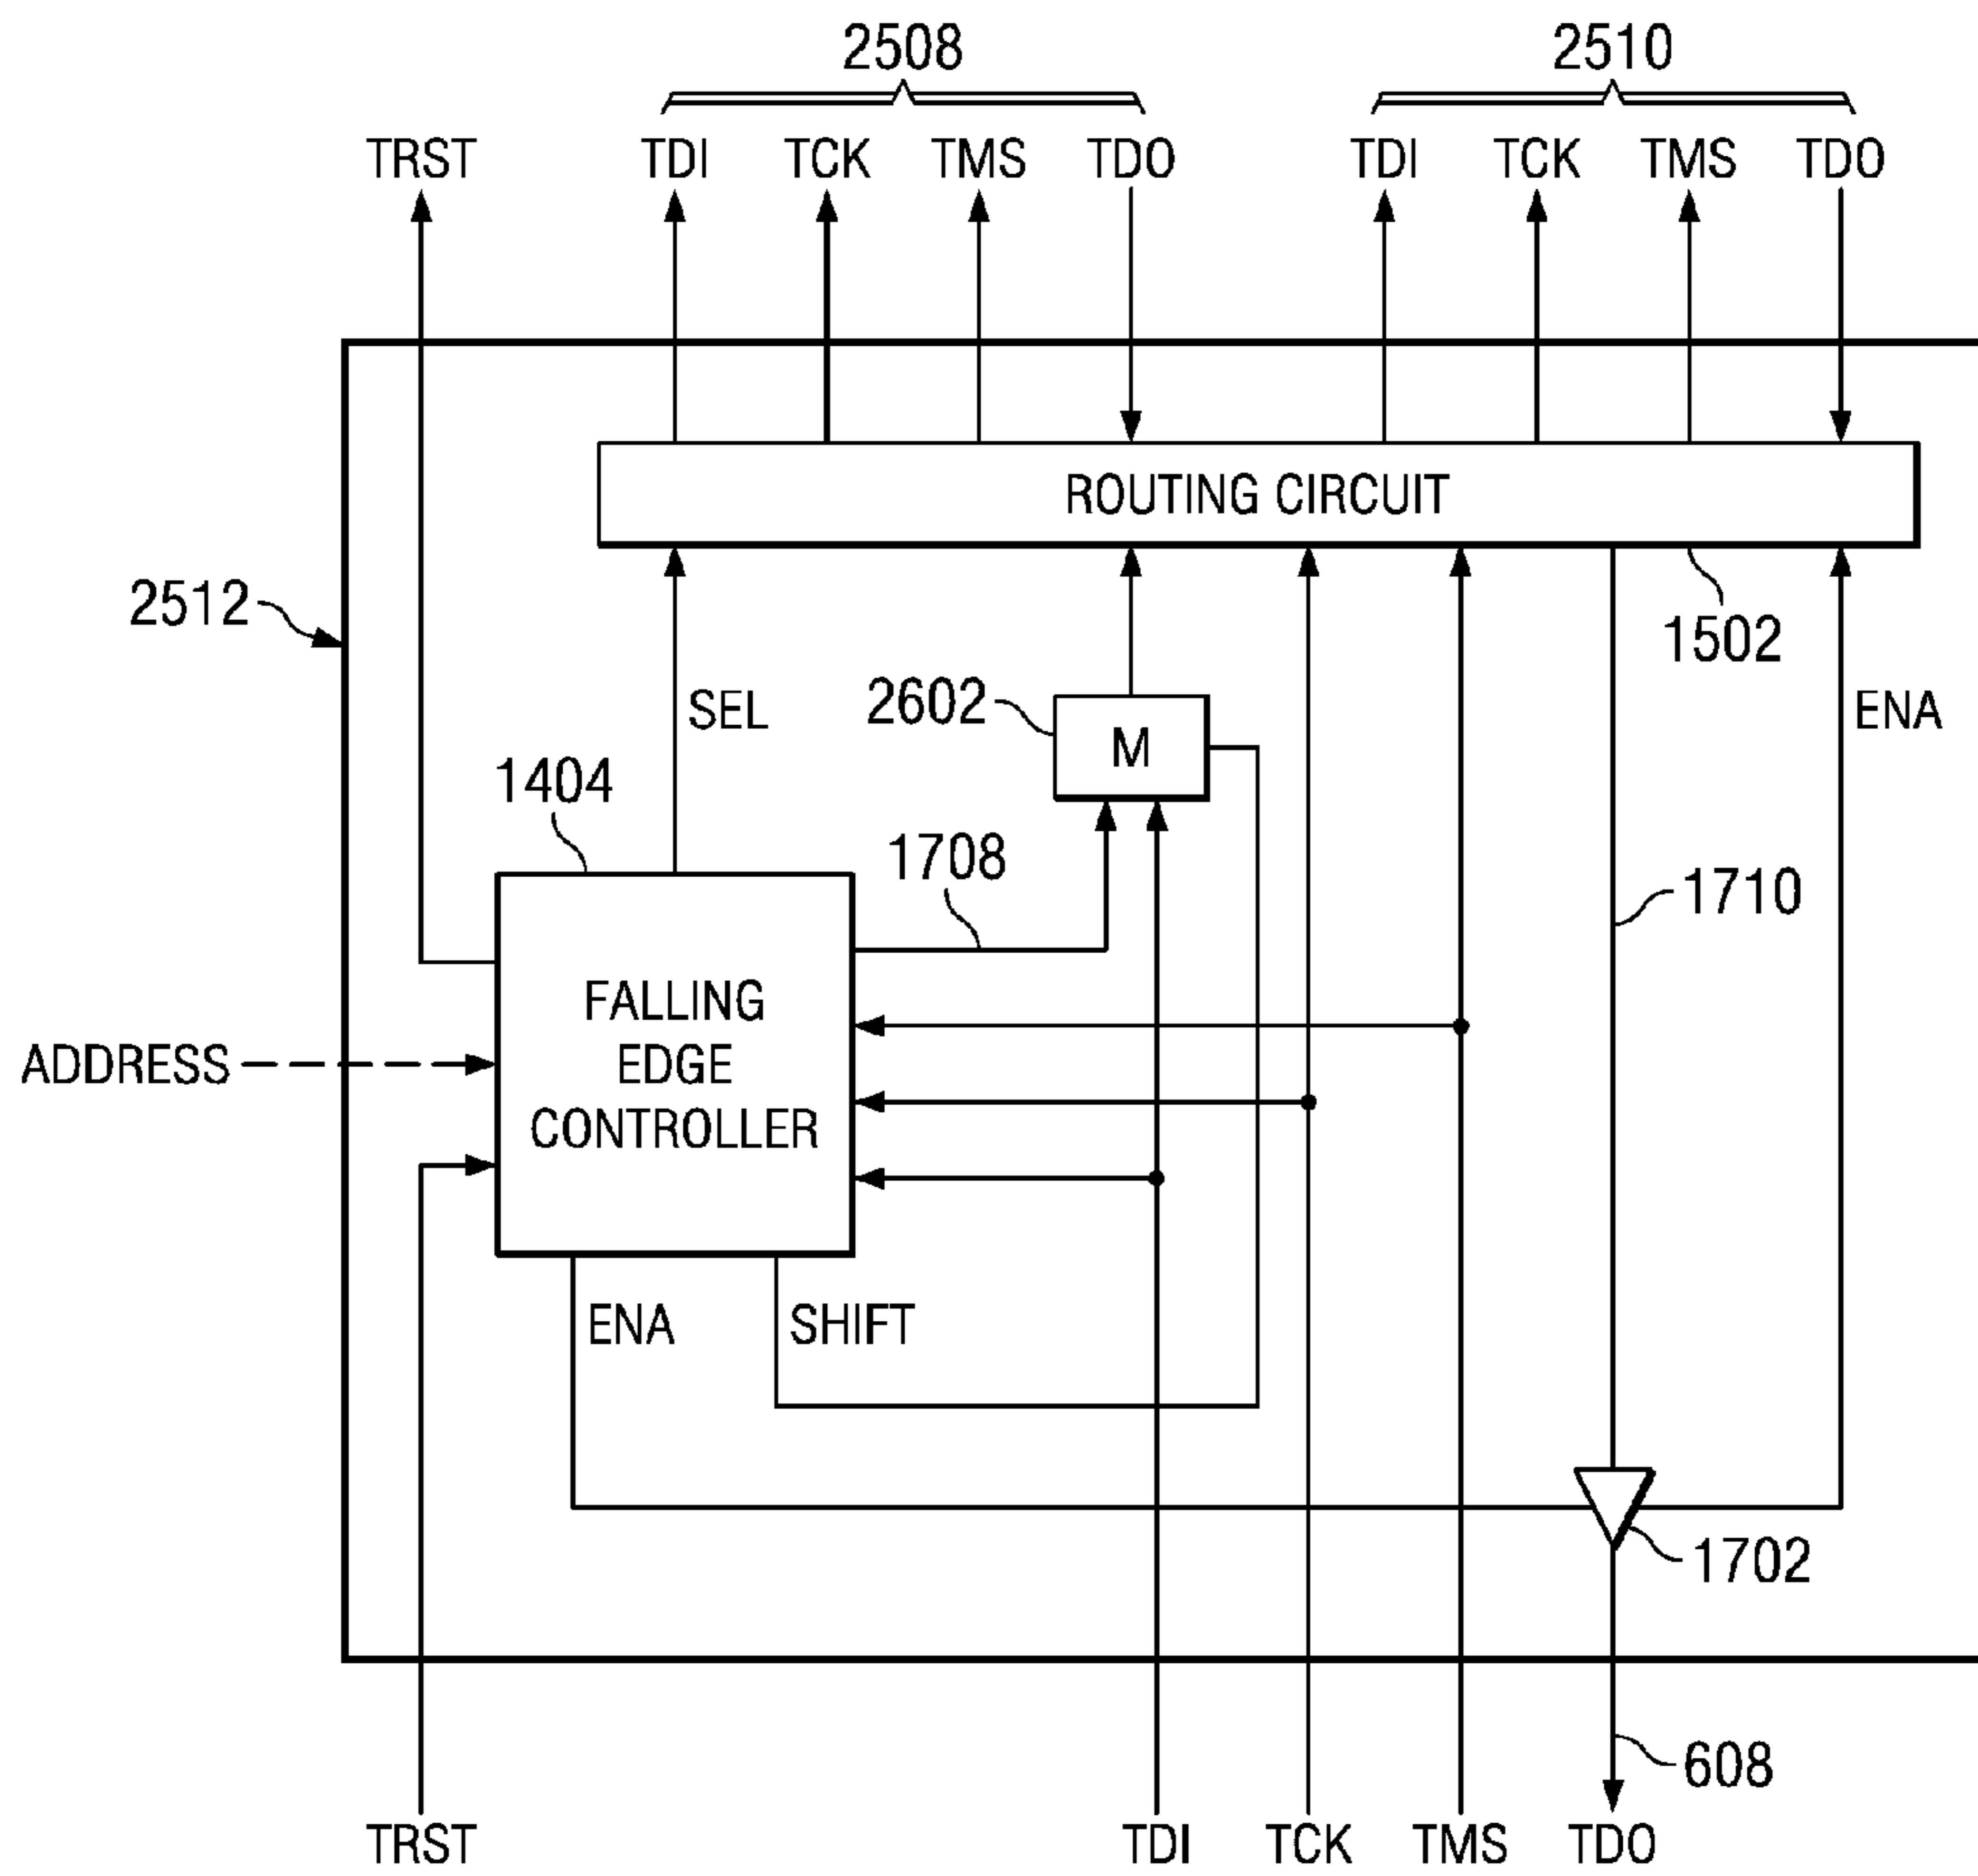 2508 2510
TRST TDI TCK TMS TDO TDI TCK TMS TDO
ROUTING CIRCUIT
2512
1502
SEL
2602
M
ENA
1404
1708
1710
FALLING
EDGE
CONTROLLER
ADDRESS
ENA SHIFT
1702
608
TRST TDI TCK TMS TDO